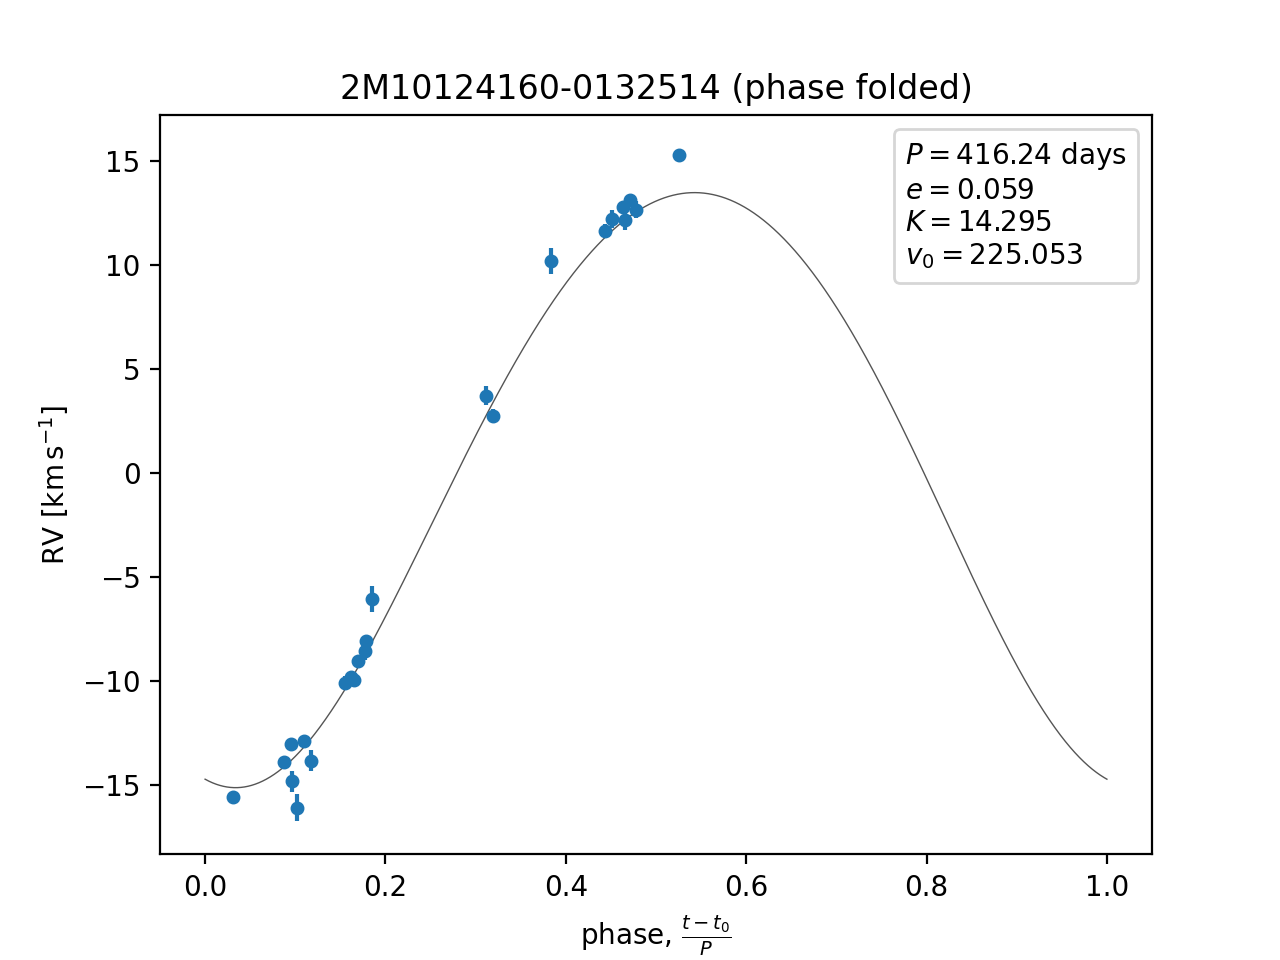 2M10124160-0132514 (phase folded)
P = 416.24 days
e = 0.059
K = 14.295
v₀ = 225.053
RV [km s⁻¹]
15
10
5
0
−5
−10
−15
0.0 0.2 0.4 0.6 0.8 1.0
phase, (t − t₀)/P